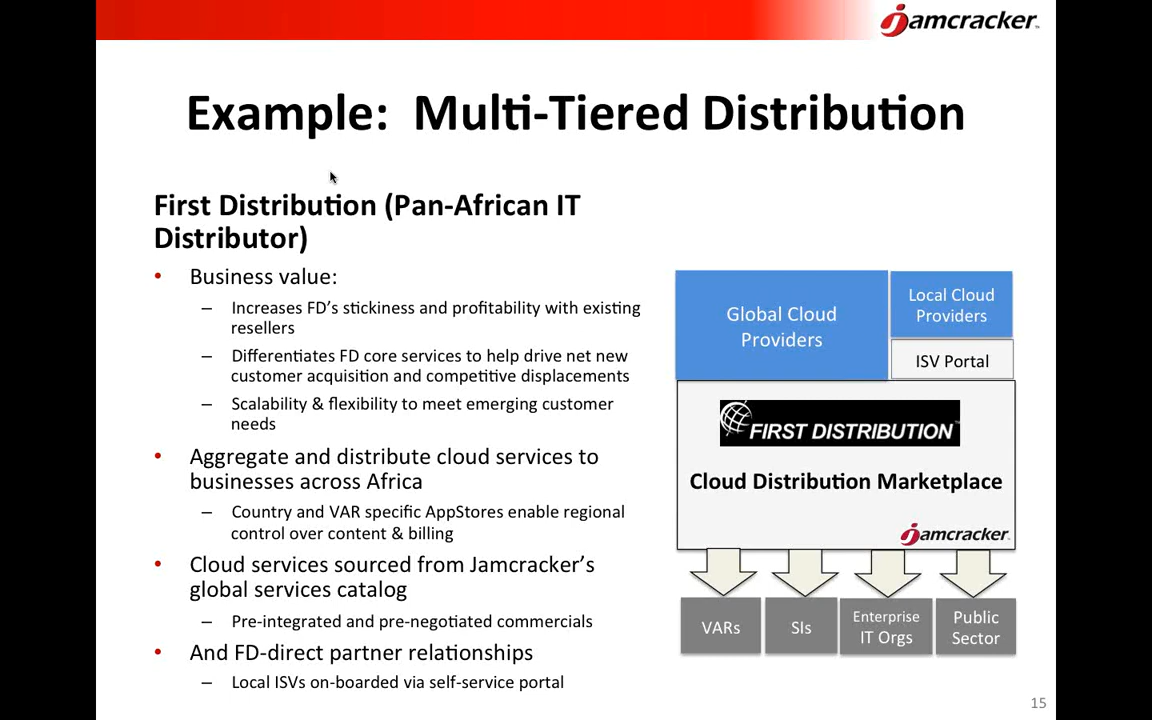 jamcracker
Example: Multi-Tiered Distribution
First Distribution (Pan-African IT
Distributor)
• Business value:
– Increases FD's stickiness and profitability with existing
resellers
– Differentiates FD core services to help drive net new
customer acquisition and competitive displacements
– Scalability & flexibility to meet emerging customer
needs
• Aggregate and distribute cloud services to
businesses across Africa
– Country and VAR specific AppStores enable regional
control over content & billing
• Cloud services sourced from Jamcracker's
global services catalog
– Pre-integrated and pre-negotiated commercials
• And FD-direct partner relationships
– Local ISVs on-boarded via self-service portal
Global Cloud
Providers
Local Cloud
Providers
ISV Portal
FIRST DISTRIBUTION
Cloud Distribution Marketplace
jamcracker
VARs
SIs
Enterprise
IT Orgs
Public
Sector
15